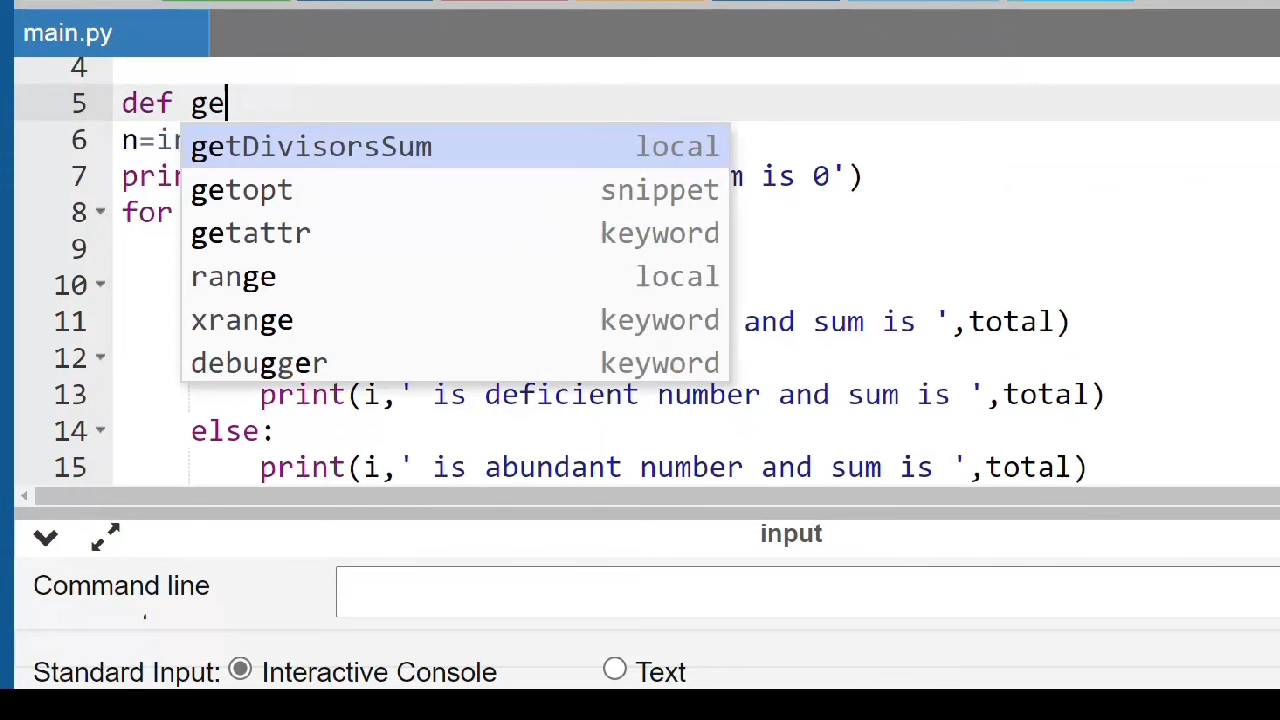 main.py
4
5 def ge
6 n=in
getDivisorsSum local
7 prin m is 0')
getopt snippet
8 for
getattr keyword
9
range local
10
11 and sum is ',total)
xrange keyword
12
debugger keyword
13 print(i,' is deficient number and sum is ',total)
14 else:
15 print(i,' is abundant number and sum is ',total)
input
Command line
Standard Input: Interactive Console Text